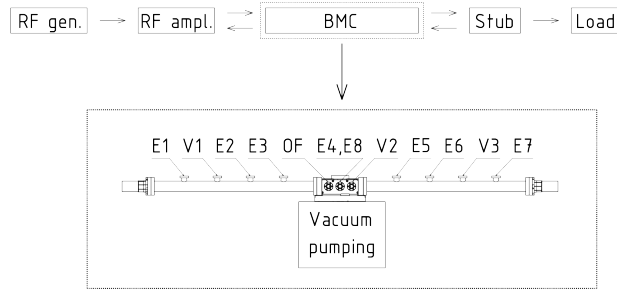 RF gen. RF ampl. BMC Stub Load
E1 V1 E2 E3 OF E4,E8 V2 E5 E6 V3 E7
Vacuum
pumping